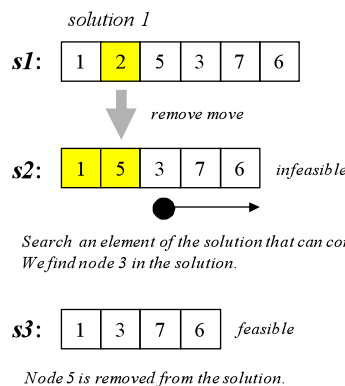 solution 1
s1: 1 2 5 3 7 6
remove move
s2: 1 5 3 7 6 infeasible
Search an element of the solution that can
We find node 3 in the solution.
s3: 1 3 7 6 feasible
Node 5 is removed from the solution.